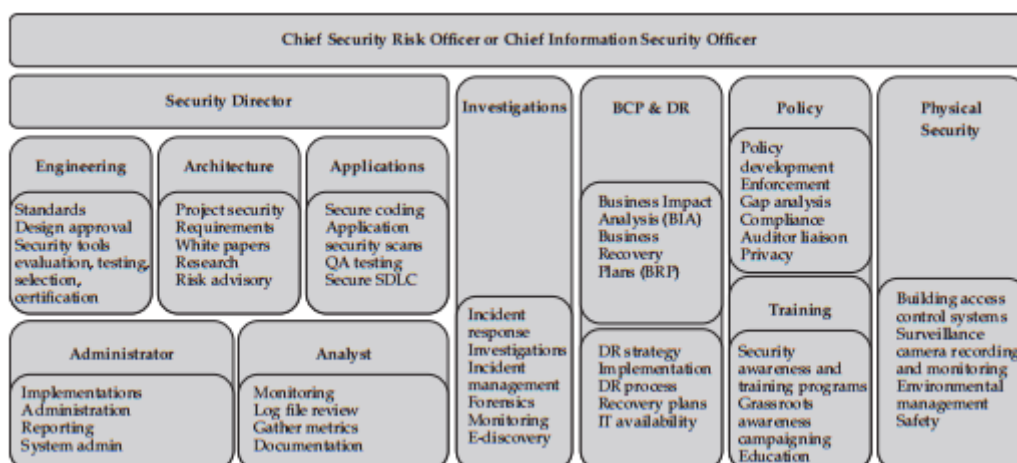 Chief Security Risk Officer or Chief Information Security Officer
Security Director
Engineering
Standards
Design approval
Security tools
evaluation, testing,
selection,
certification
Architecture
Project security
Requirements
White papers
Research
Risk advisory
Applications
Secure coding
Application
security scans
QA testing
Secure SDLC
Administrator
Implementations
Administration
Reporting
System admin
Analyst
Monitoring
Log file review
Gather metrics
Documentation
Investigations
Incident
response
Investigations
Incident
management
Forensics
Monitoring
E-discovery
BCP & DR
Business Impact
Analysis (BIA)
Business
Recovery
Plans (BRP)
DR strategy
Implementation
DR process
Recovery plans
IT availability
Policy
Policy
development
Enforcement
Gap analysis
Compliance
Auditor liaison
Privacy
Training
Security
awareness and
training programs
Grassroots
awareness
campaigning
Education
Physical
Security
Building access
control systems
Surveillance
camera recording
and monitoring
Environmental
management
Safety